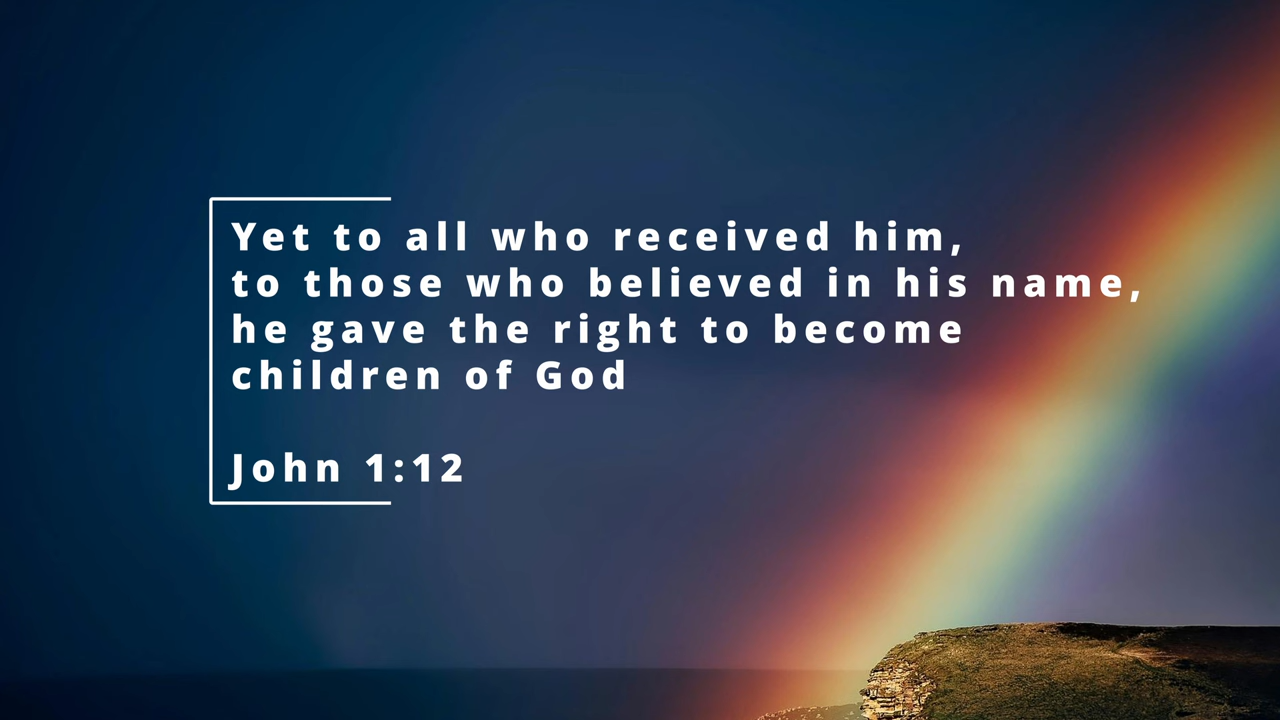 Yet to all who received him,
to those who believed in his name,
he gave the right to become
children of God
John 1:12